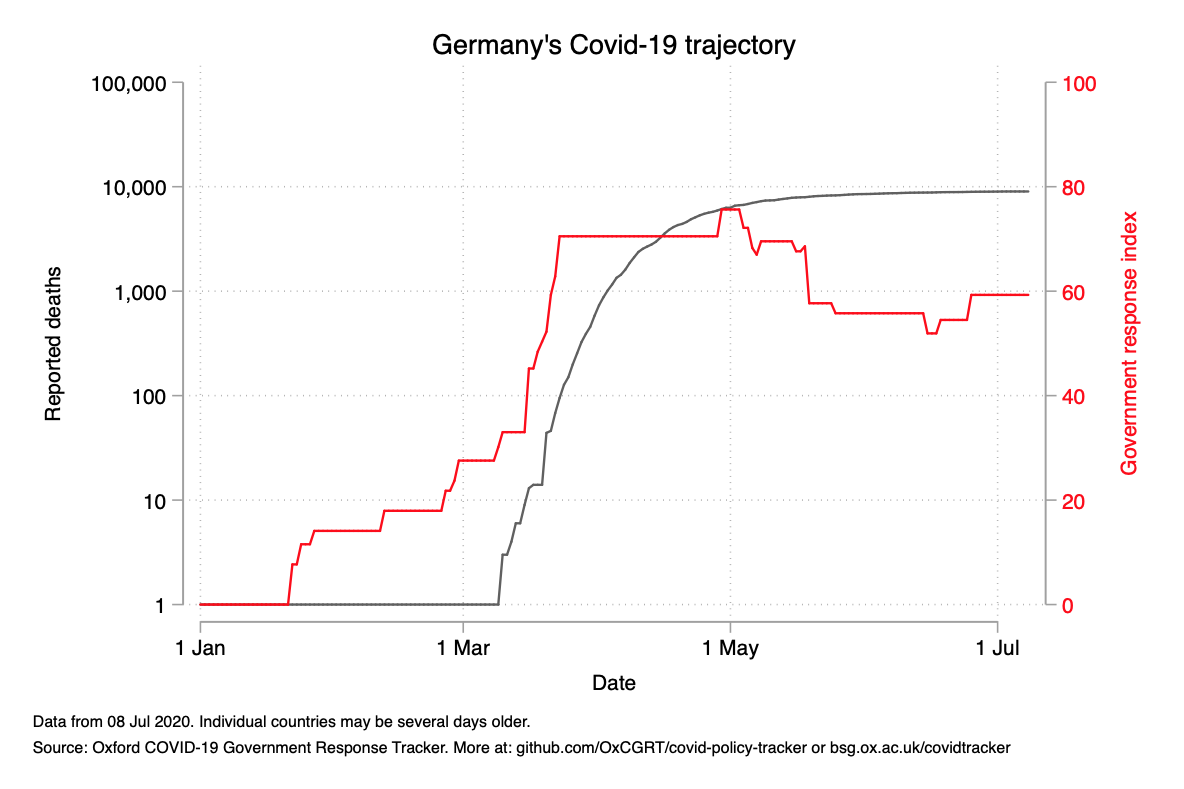 Germany's Covid-19 trajectory
100,000
10,000
1,000
100
10
1
Reported deaths
100
80
60
40
20
0
Government response index
1 Jan
1 Mar
1 May
1 Jul
Date
Data from 08 Jul 2020. Individual countries may be several days older.
Source: Oxford COVID-19 Government Response Tracker. More at: github.com/OxCGRT/covid-policy-tracker or bsg.ox.ac.uk/covidtracker